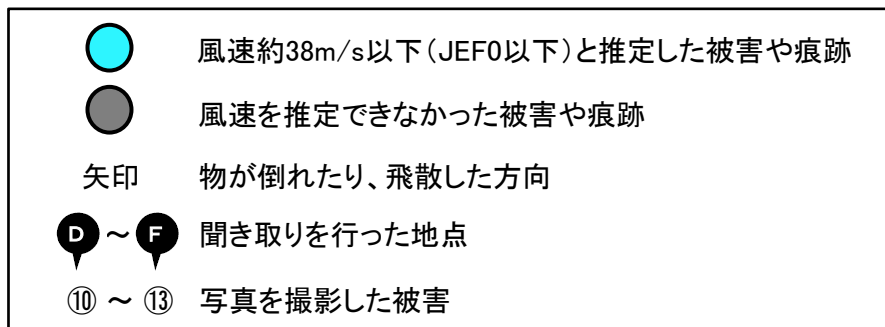 風速約38m/s以下(JEF0以下)と推定した被害や痕跡
風速を推定できなかった被害や痕跡
矢印 物が倒れたり、飛散した方向
D ～ F 聞き取りを行った地点
⑩ ～ ⑬ 写真を撮影した被害